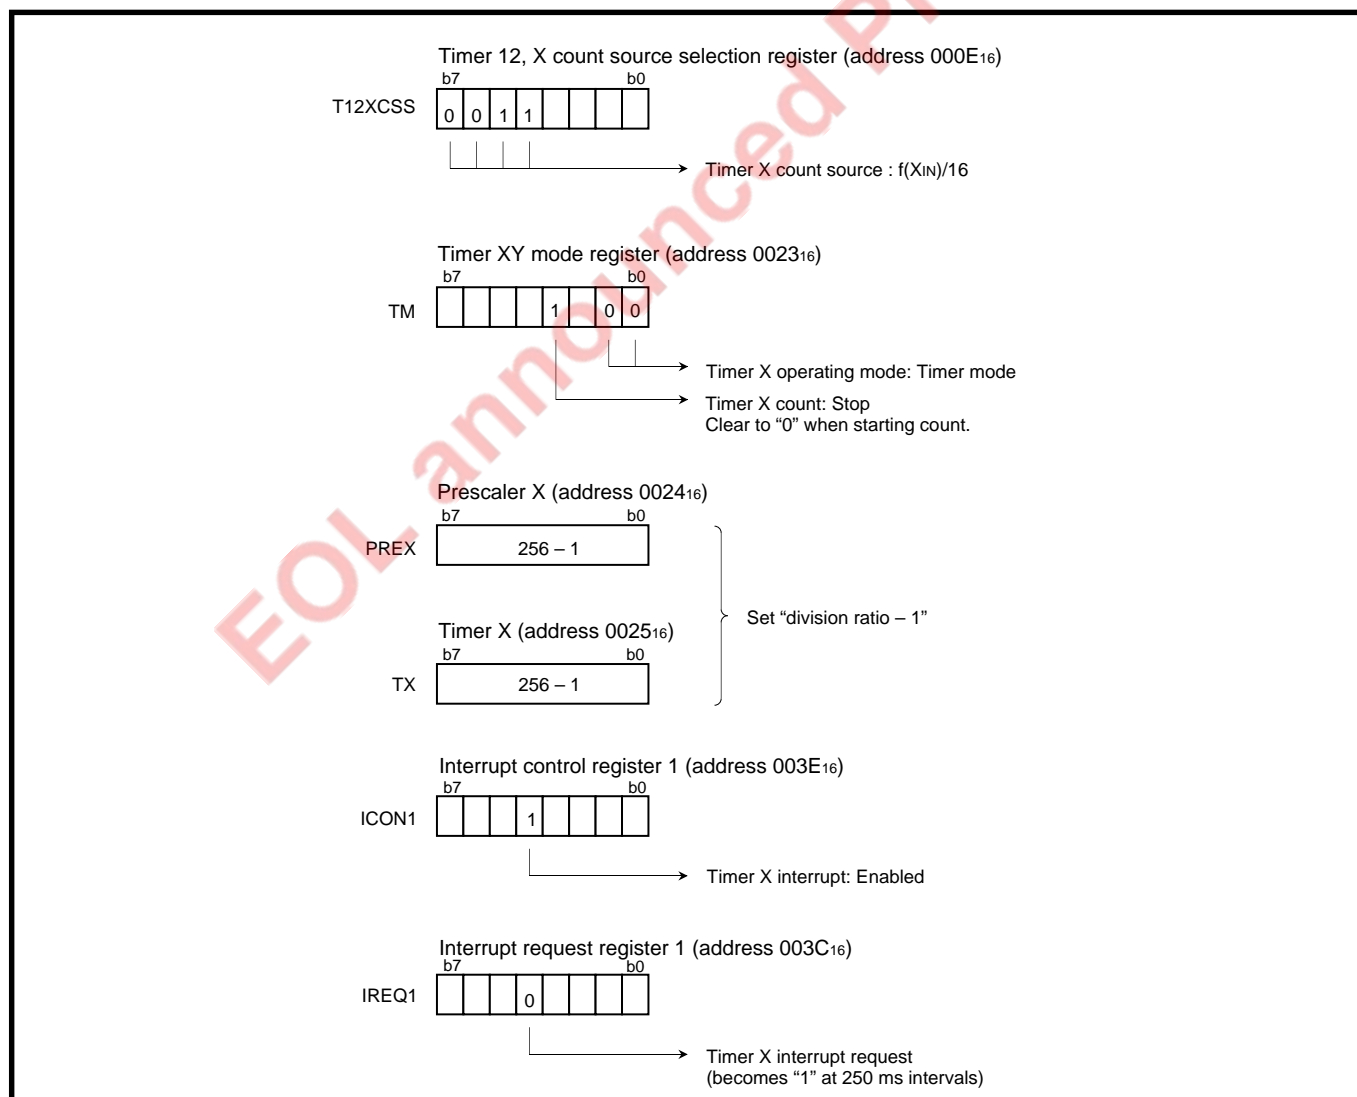 Timer 12, X count source selection register (address 000E16)
b7 b0
T12XCSS 0 0 1 1
Timer X count source : f(XIN)/16
Timer XY mode register (address 002316)
b7 b0
TM 1 0 0
Timer X operating mode: Timer mode
Timer X count: Stop
Clear to “0” when starting count.
Prescaler X (address 002416)
b7 b0
PREX 256 – 1
Set “division ratio – 1”
Timer X (address 002516)
b7 b0
TX 256 – 1
Interrupt control register 1 (address 003E16)
b7 b0
ICON1 1
Timer X interrupt: Enabled
Interrupt request register 1 (address 003C16)
b7 b0
IREQ1 0
Timer X interrupt request
(becomes “1” at 250 ms intervals)
EOL announced